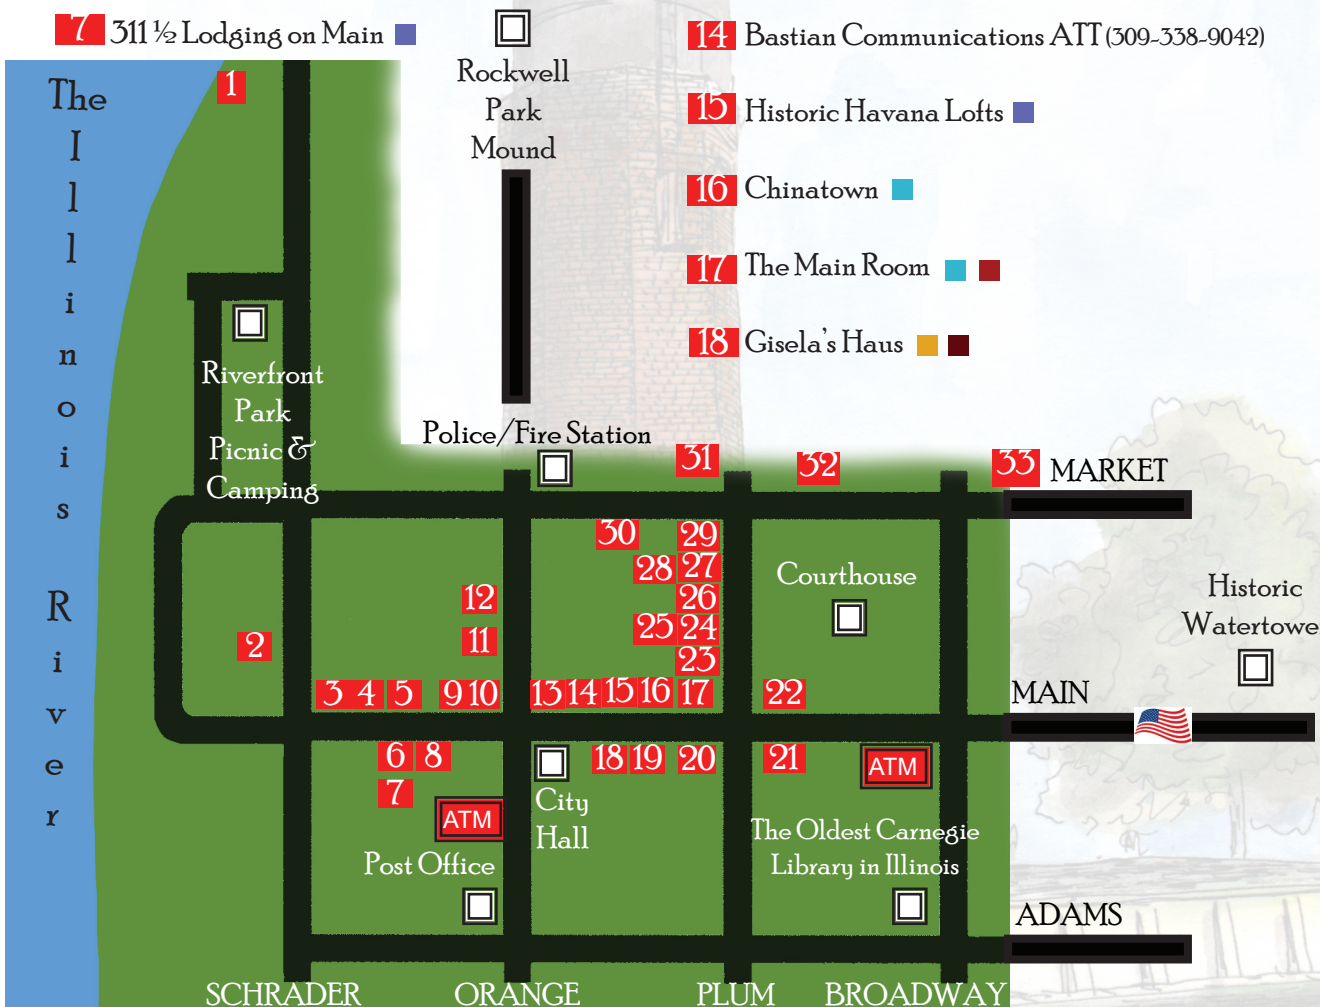 7 311 ½ Lodging on Main
14 Bastian Communications ATT (309-338-9042)
15 Historic Havana Lofts
16 Chinatown
17 The Main Room
18 Gisela's Haus
Rockwell
Park
Mound
The
I
l
l
i
n
o
i
s
R
i
v
e
r
1
Riverfront
Park
Picnic &
Camping
Police/Fire Station
31
32
33
MARKET
30
29
28
27
26
25
24
23
12
11
2
Courthouse
Historic
Watertowe
3
4
5
9
10
13
14
15
16
17
22
MAIN
6
8
7
ATM
18
19
20
21
ATM
City
Hall
Post Office
The Oldest Carnegie
Library in Illinois
ADAMS
SCHRADER
ORANGE
PLUM
BROADWAY